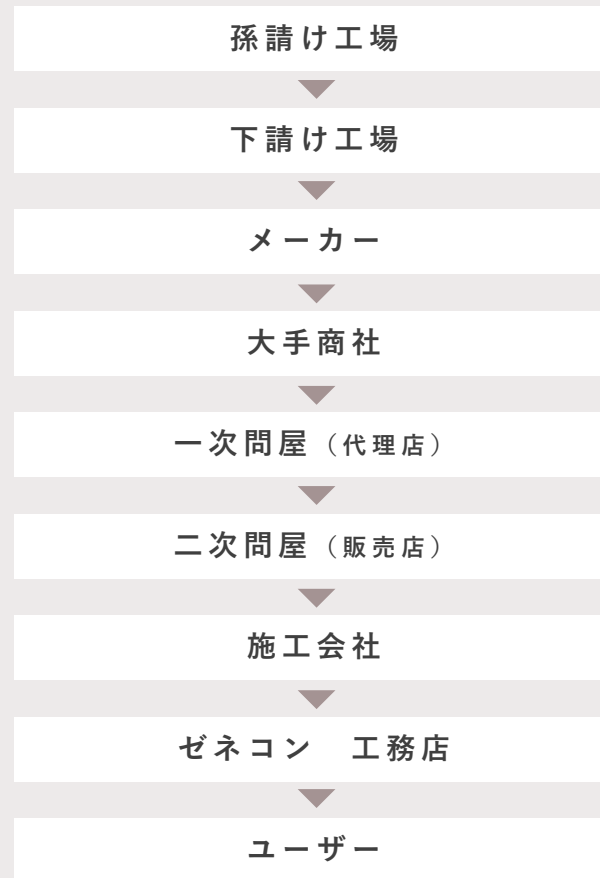 孫請け工場
下請け工場
メーカー
大手商社
一次問屋（代理店）
二次問屋（販売店）
施工会社
ゼネコン　工務店
ユーザー